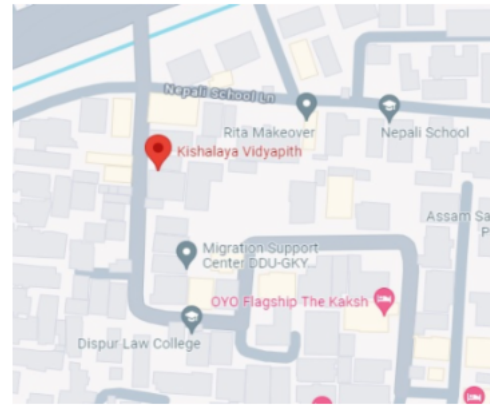 Nepali School Ln
Rita Makeover
Nepali School
Kishalaya Vidyapith
Assam Sa
P
Migration Support
Center DDU-GKY
OYO Flagship The Kaksh
Dispur Law College